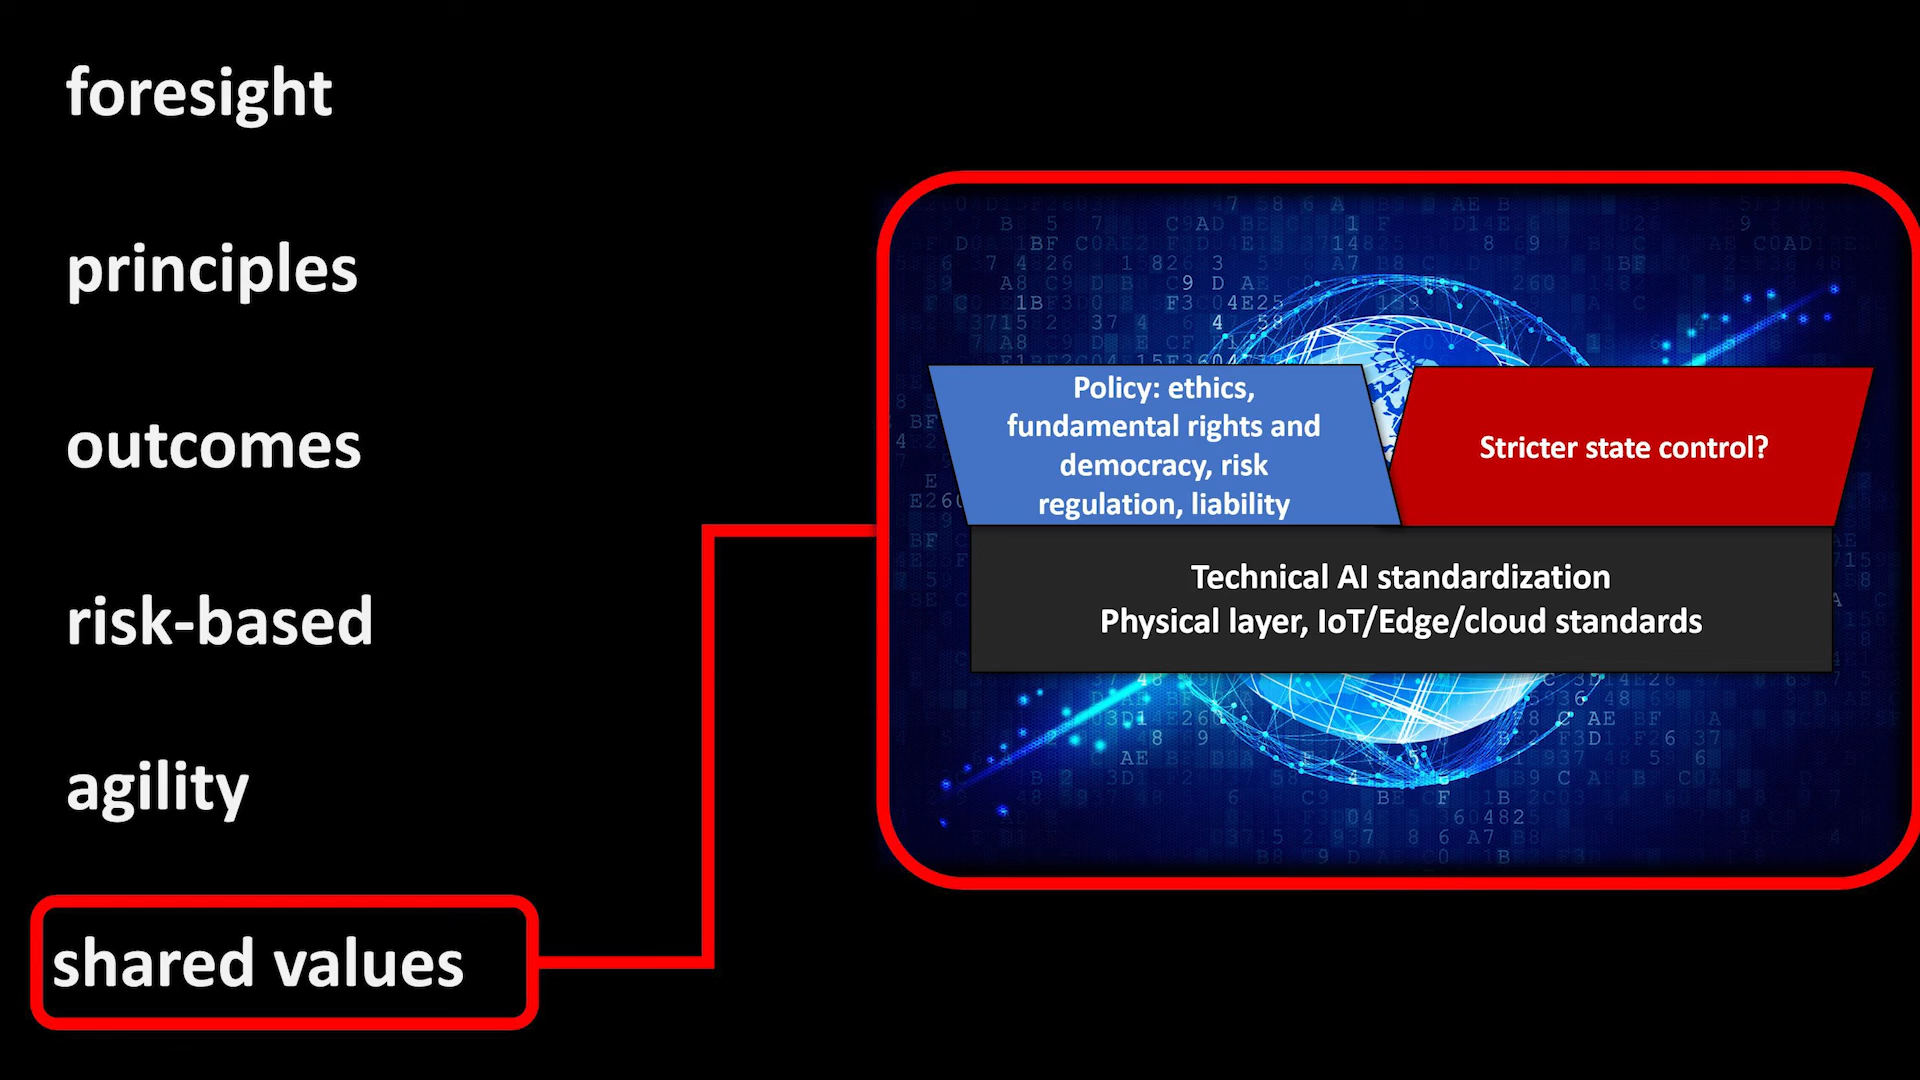 foresight
principles
outcomes
risk-based
agility
shared values
Policy: ethics,
fundamental rights and
democracy, risk
regulation, liability
Stricter state control?
Technical AI standardization
Physical layer, IoT/Edge/cloud standards